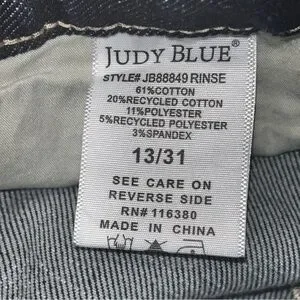 JUDY BLUE®
STYLE# JB88849 RINSE
61%COTTON
20%RECYCLED COTTON
11%POLYESTER
5%RECYCLED POLYESTER
3%SPANDEX
13/31
SEE CARE ON
REVERSE SIDE
RN# 116380
MADE IN CHINA